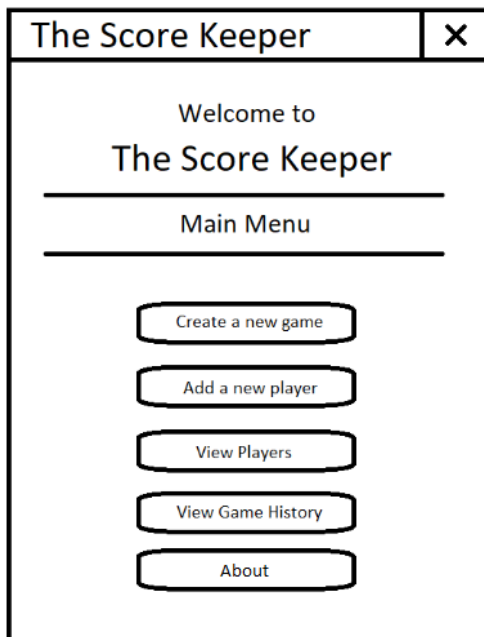 The Score Keeper X
Welcome to
The Score Keeper
Main Menu
Create a new game
Add a new player
View Players
View Game History
About